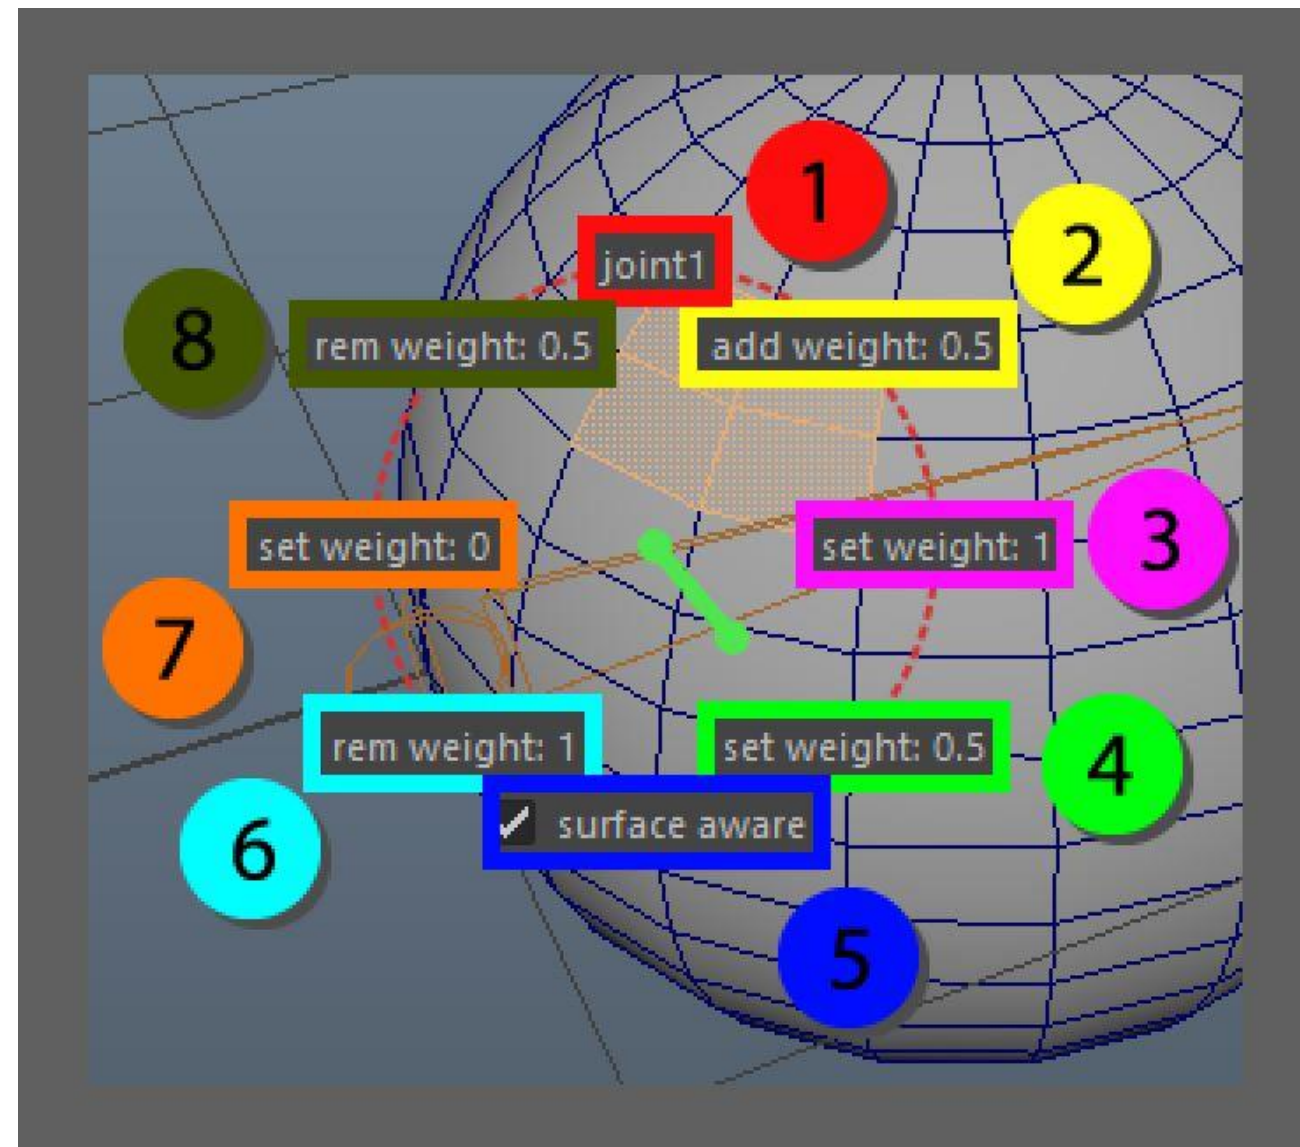 1
2
joint1
8
rem weight: 0.5
add weight: 0.5
set weight: 0
set weight: 1
3
7
rem weight: 1
set weight: 0.5
4
6
surface aware
5